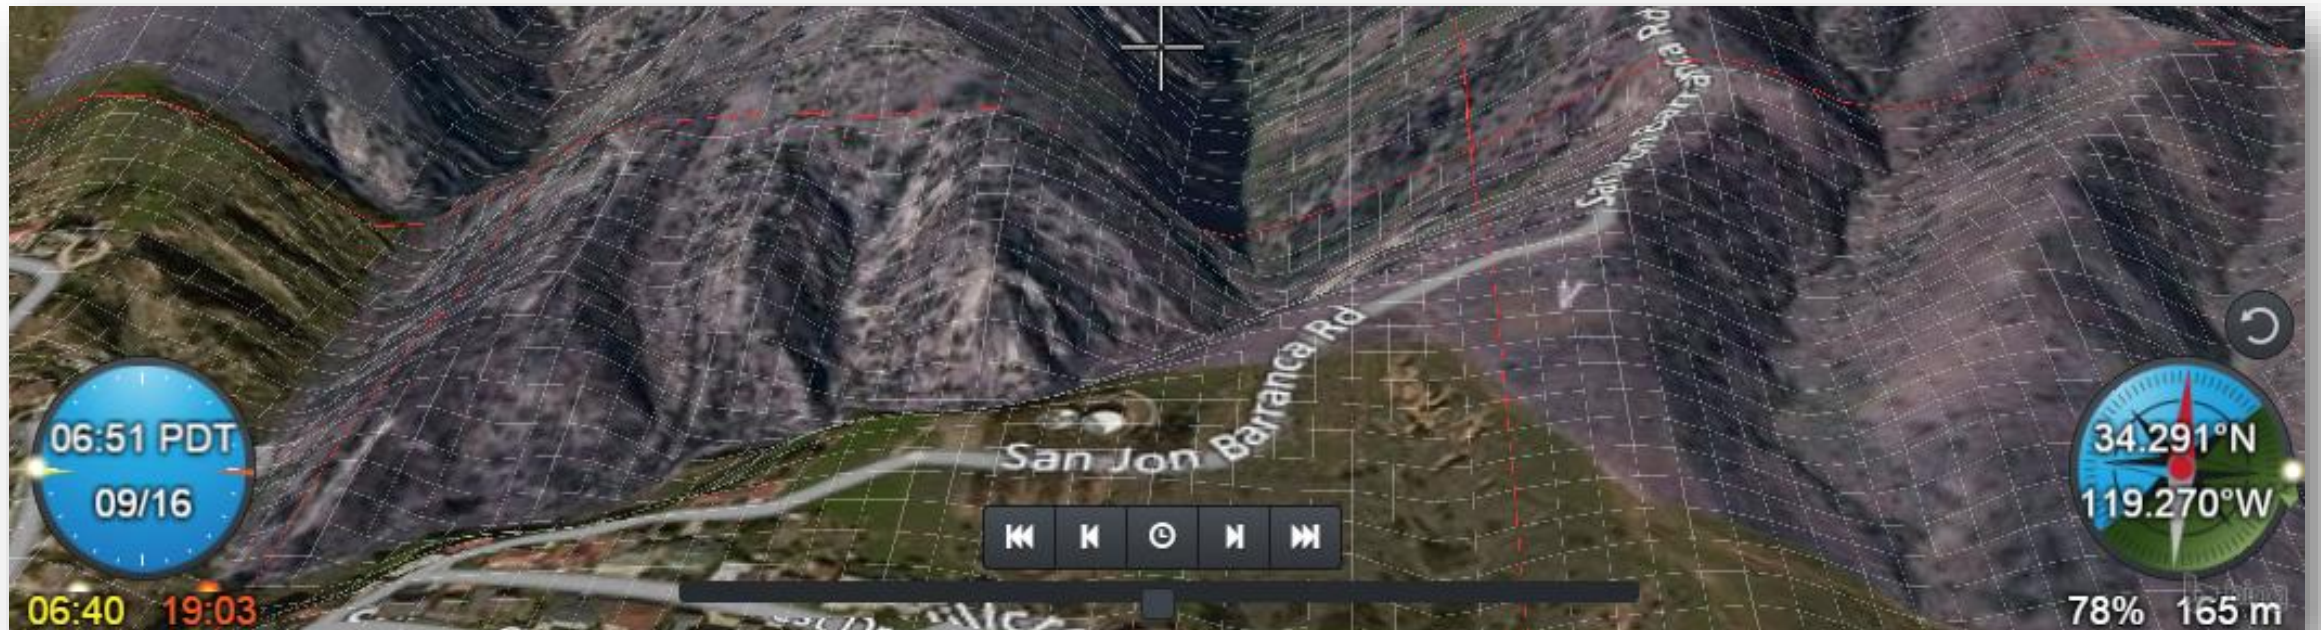 San Jon Barranca Rd
San Jon Barranca Rd
V
06:51 PDT
09/16
06:40 19:03
34.291°N
119.270°W
78% 165 m